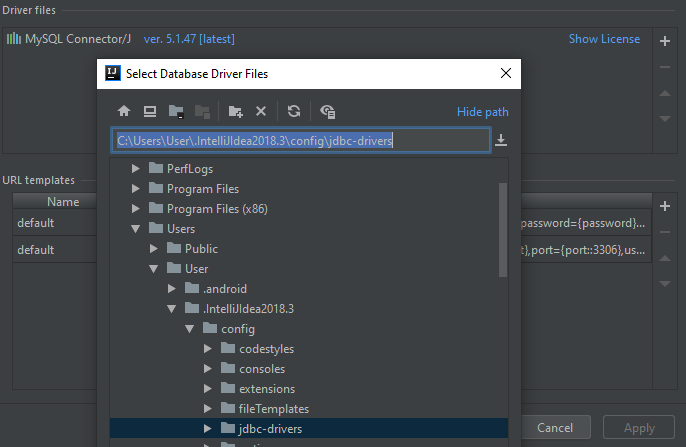 Driver files
MySQL Connector/J ver. 5.1.47 [latest] Show License
Select Database Driver Files
Hide path
C:\Users\User\.IntelliJIdea2018.3\config\jdbc-drivers
PerfLogs
URL templates
Program Files
Name
Program Files (x86)
default
password={password}...
Users
default
Public
t},port={port::3306},us...
User
.android
.IntelliJIdea2018.3
config
codestyles
consoles
extensions
fileTemplates
jdbc-drivers
Cancel
Apply